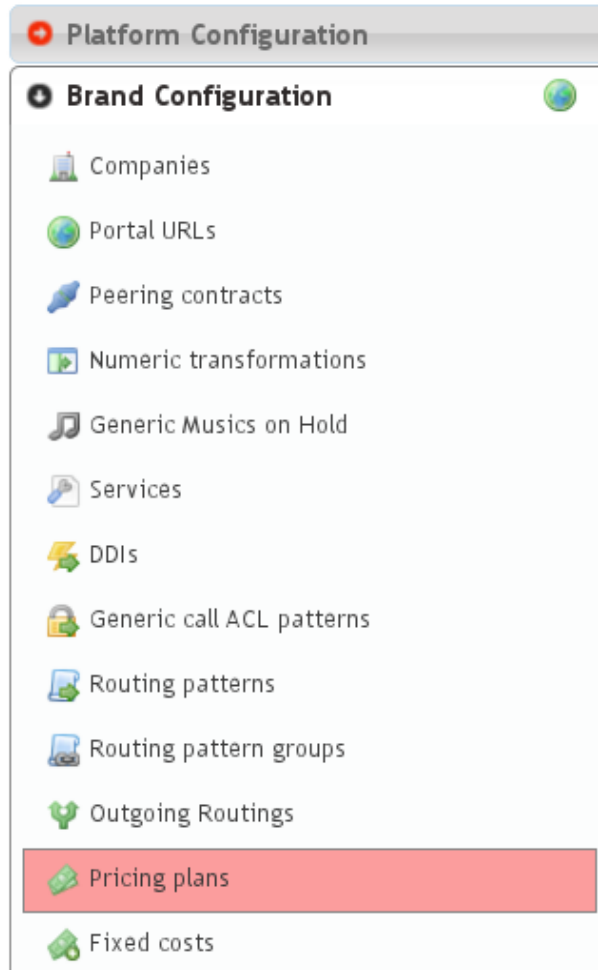 Platform Configuration
Brand Configuration
Companies
Portal URLs
Peering contracts
Numeric transformations
Generic Musics on Hold
Services
DDIs
Generic call ACL patterns
Routing patterns
Routing pattern groups
Outgoing Routings
Pricing plans
Fixed costs